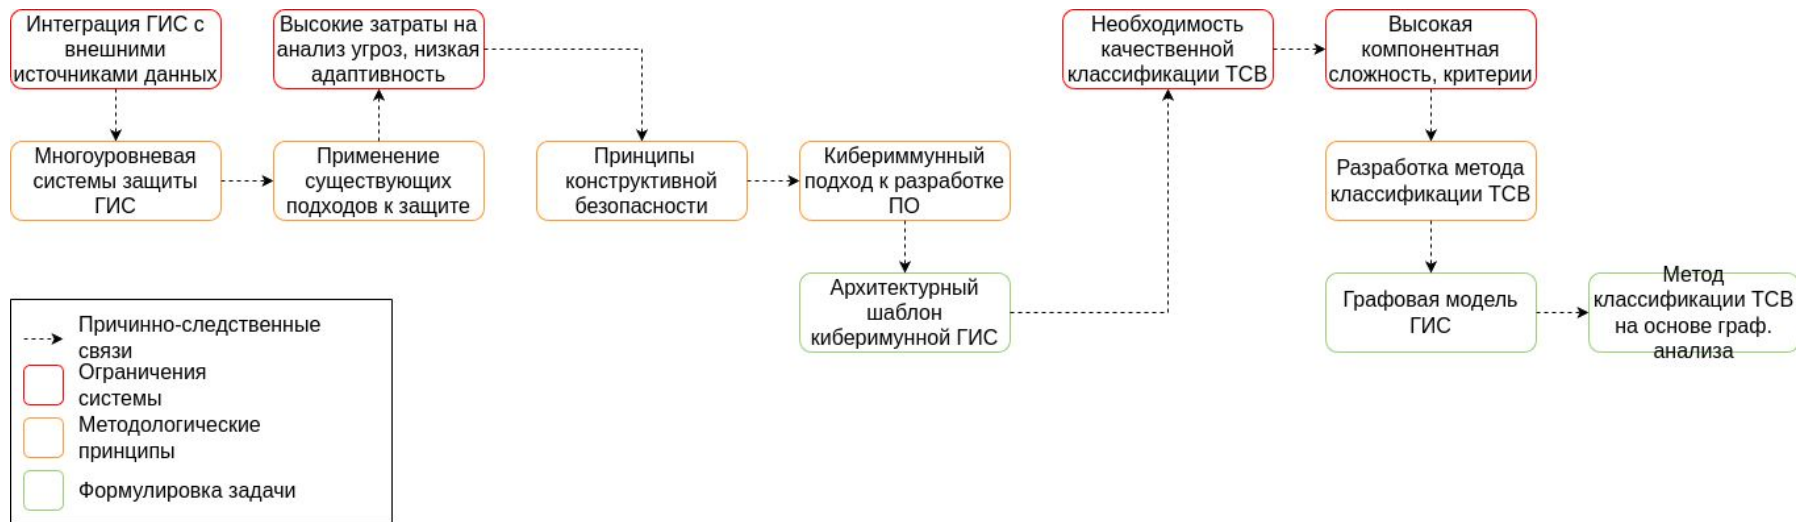 Интеграция ГИС с
внешними
источниками данных
Высокие затраты на
анализ угроз, низкая
адаптивность
Необходимость
качественной
классификации ТСВ
Высокая
компонентная
сложность, критерии
Многоуровневая
системы защиты
ГИС
Применение
существующих
подходов к защите
Принципы
конструктивной
безопасности
Кибериммунный
подход к разработке
ПО
Разработка метода
классификации ТСВ
Архитектурный
шаблон
киберимунной ГИС
Графовая модель
ГИС
Метод
классификации ТСВ
на основе граф.
анализа
Причинно-следственные
связи
Ограничения
системы
Методологические
принципы
Формулировка задачи